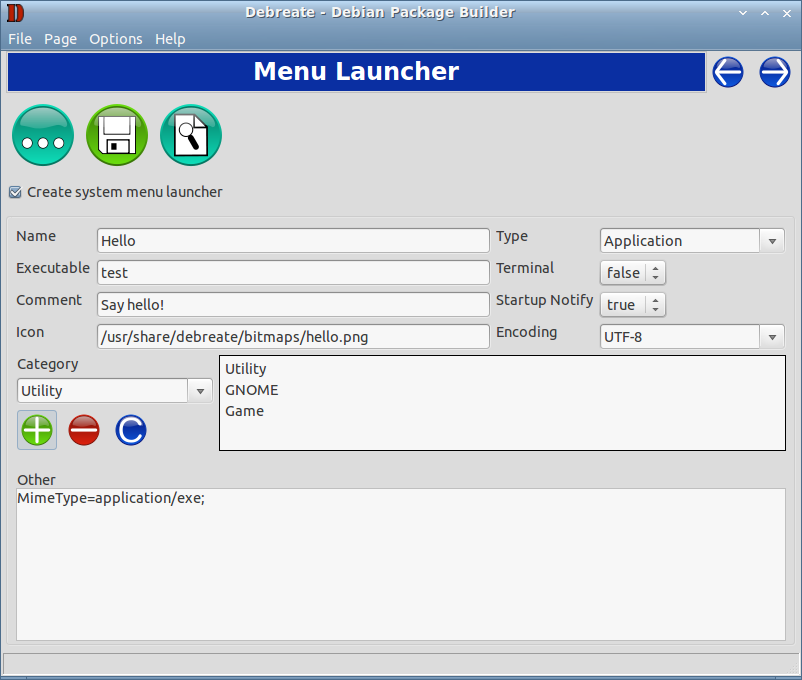 Debreate - Debian Package Builder
File Page Options Help
Menu Launcher
Create system menu launcher
Name Hello Type Application
Executable test Terminal false
Comment Say hello! Startup Notify true
Icon /usr/share/debreate/bitmaps/hello.png Encoding UTF-8
Category
Utility
Utility
GNOME
Game
Other
MimeType=application/exe;